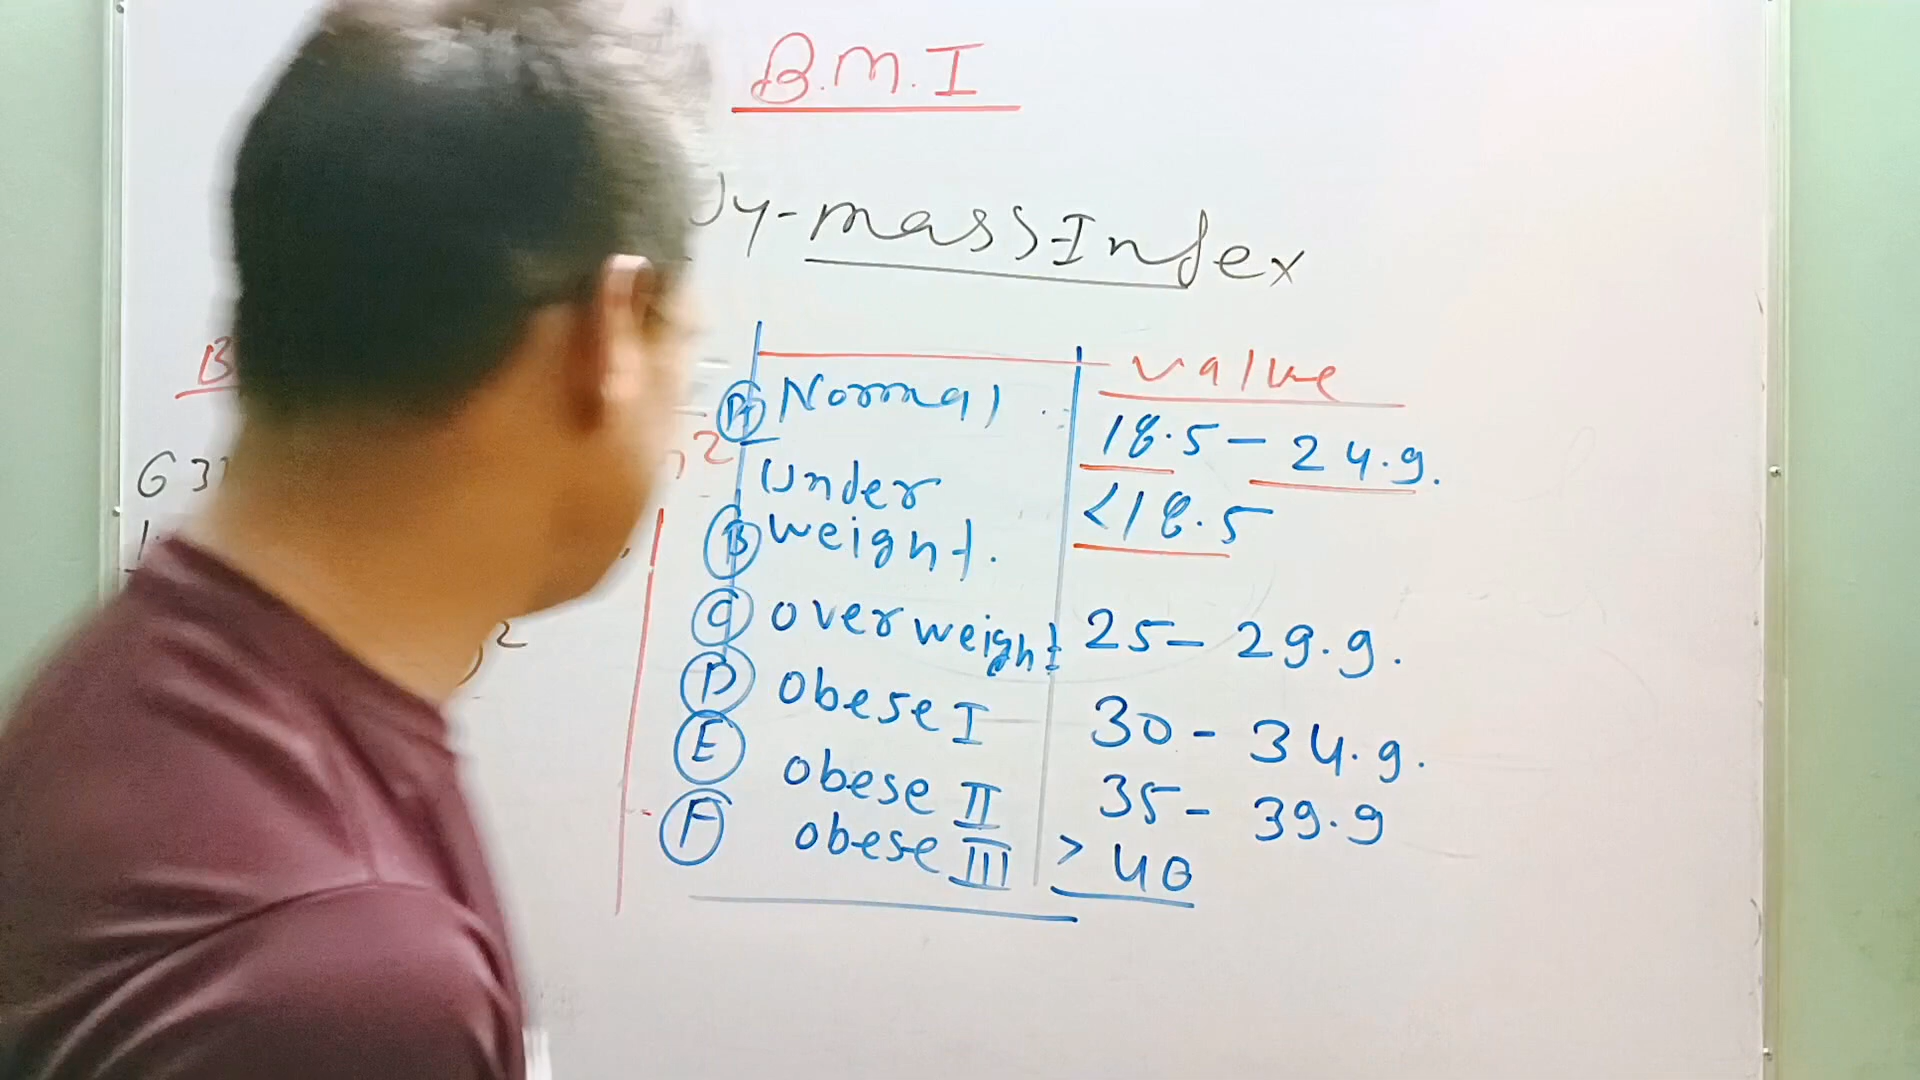 B.M.I
dy-mass Index
value
A Normal 18.5 - 24.9.
Under
B weight. <18.5
C overweight 25 - 29.9.
D obese I 30 - 34.9.
E obese II 35 - 39.9
F obese III > 40